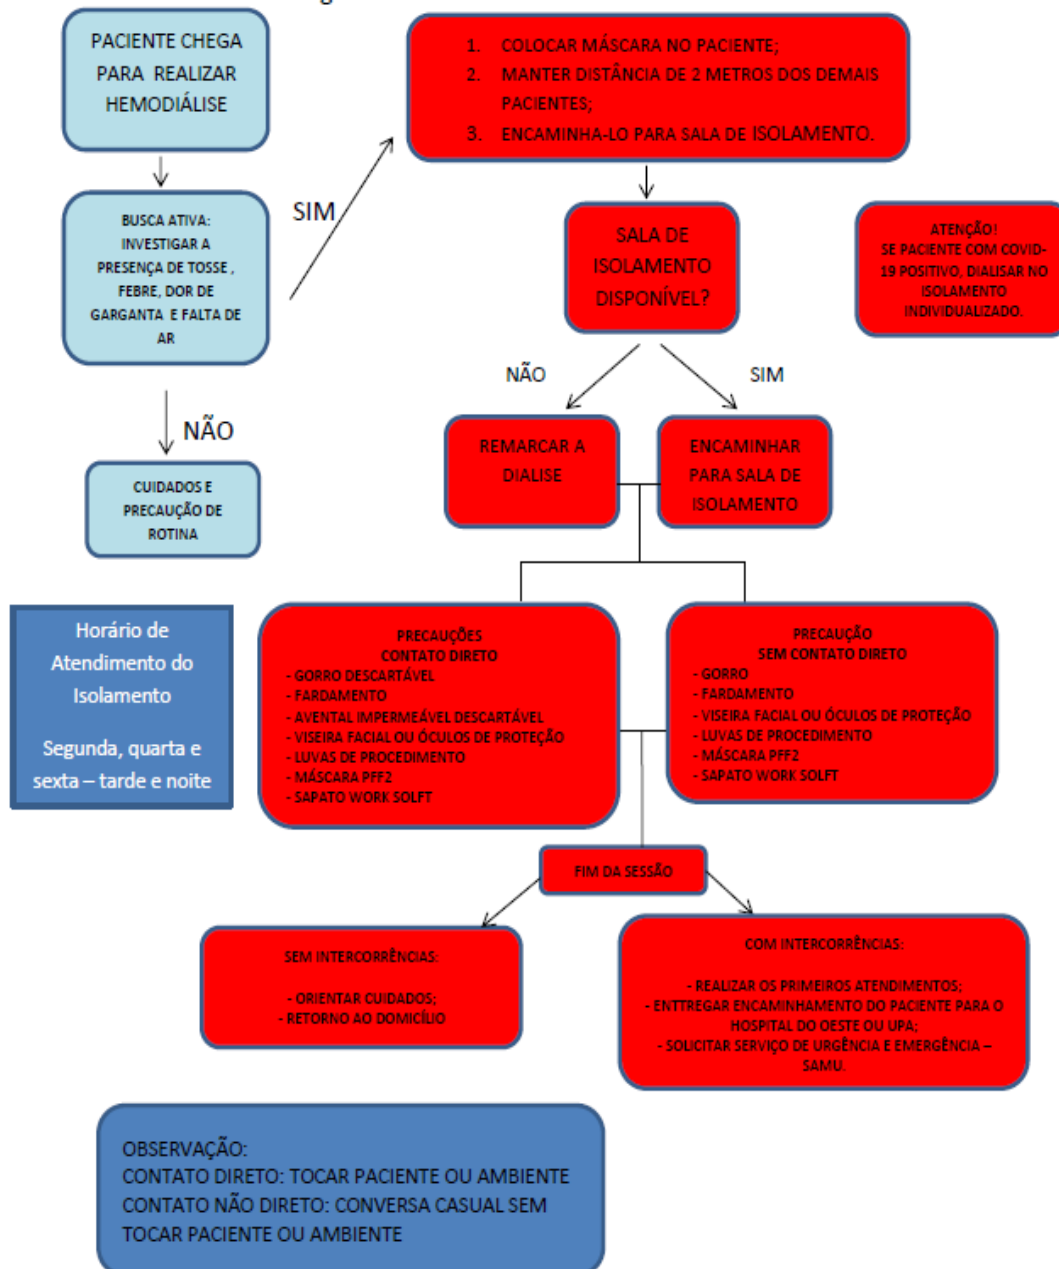 PACIENTE CHEGA
PARA REALIZAR
HEMODIÁLISE
1. COLOCAR MÁSCARA NO PACIENTE;
2. MANTER DISTÂNCIA DE 2 METROS DOS DEMAIS
PACIENTES;
3. ENCAMINHA-LO PARA SALA DE ISOLAMENTO.
BUSCA ATIVA:
INVESTIGAR A
PRESENÇA DE TOSSE ,
FEBRE, DOR DE
GARGANTA E FALTA DE
AR
SIM
SALA DE
ISOLAMENTO
DISPONÍVEL?
ATENÇÃO!
SE PACIENTE COM COVID-
19 POSITIVO, DIALISAR NO
ISOLAMENTO
INDIVIDUALIZADO.
NÃO
SIM
NÃO
REMARCAR A
DIALISE
ENCAMINHAR
PARA SALA DE
ISOLAMENTO
CUIDADOS E
PRECAUÇÃO DE
ROTINA
Horário de
Atendimento do
Isolamento
Segunda, quarta e
sexta – tarde e noite
PRECAUÇÕES
CONTATO DIRETO
- GORRO DESCARTÁVEL
- FARDAMENTO
- AVENTAL IMPERMEÁVEL DESCARTÁVEL
- VISEIRA FACIAL OU ÓCULOS DE PROTEÇÃO
- LUVAS DE PROCEDIMENTO
- MÁSCARA PFF2
- SAPATO WORK SOLFT
PRECAUÇÃO
SEM CONTATO DIRETO
- GORRO
- FARDAMENTO
- VISEIRA FACIAL OU ÓCULOS DE PROTEÇÃO
- LUVAS DE PROCEDIMENTO
- MÁSCARA PFF2
- SAPATO WORK SOLFT
FIM DA SESSÃO
SEM INTERCORRÊNCIAS:
- ORIENTAR CUIDADOS;
- RETORNO AO DOMICÍLIO
COM INTERCORRÊNCIAS:
- REALIZAR OS PRIMEIROS ATENDIMENTOS;
- ENTTREGAR ENCAMINHAMENTO DO PACIENTE PARA O
HOSPITAL DO OESTE OU UPA;
- SOLICITAR SERVIÇO DE URGÊNCIA E EMERGÊNCIA –
SAMU.
OBSERVAÇÃO:
CONTATO DIRETO: TOCAR PACIENTE OU AMBIENTE
CONTATO NÃO DIRETO: CONVERSA CASUAL SEM
TOCAR PACIENTE OU AMBIENTE